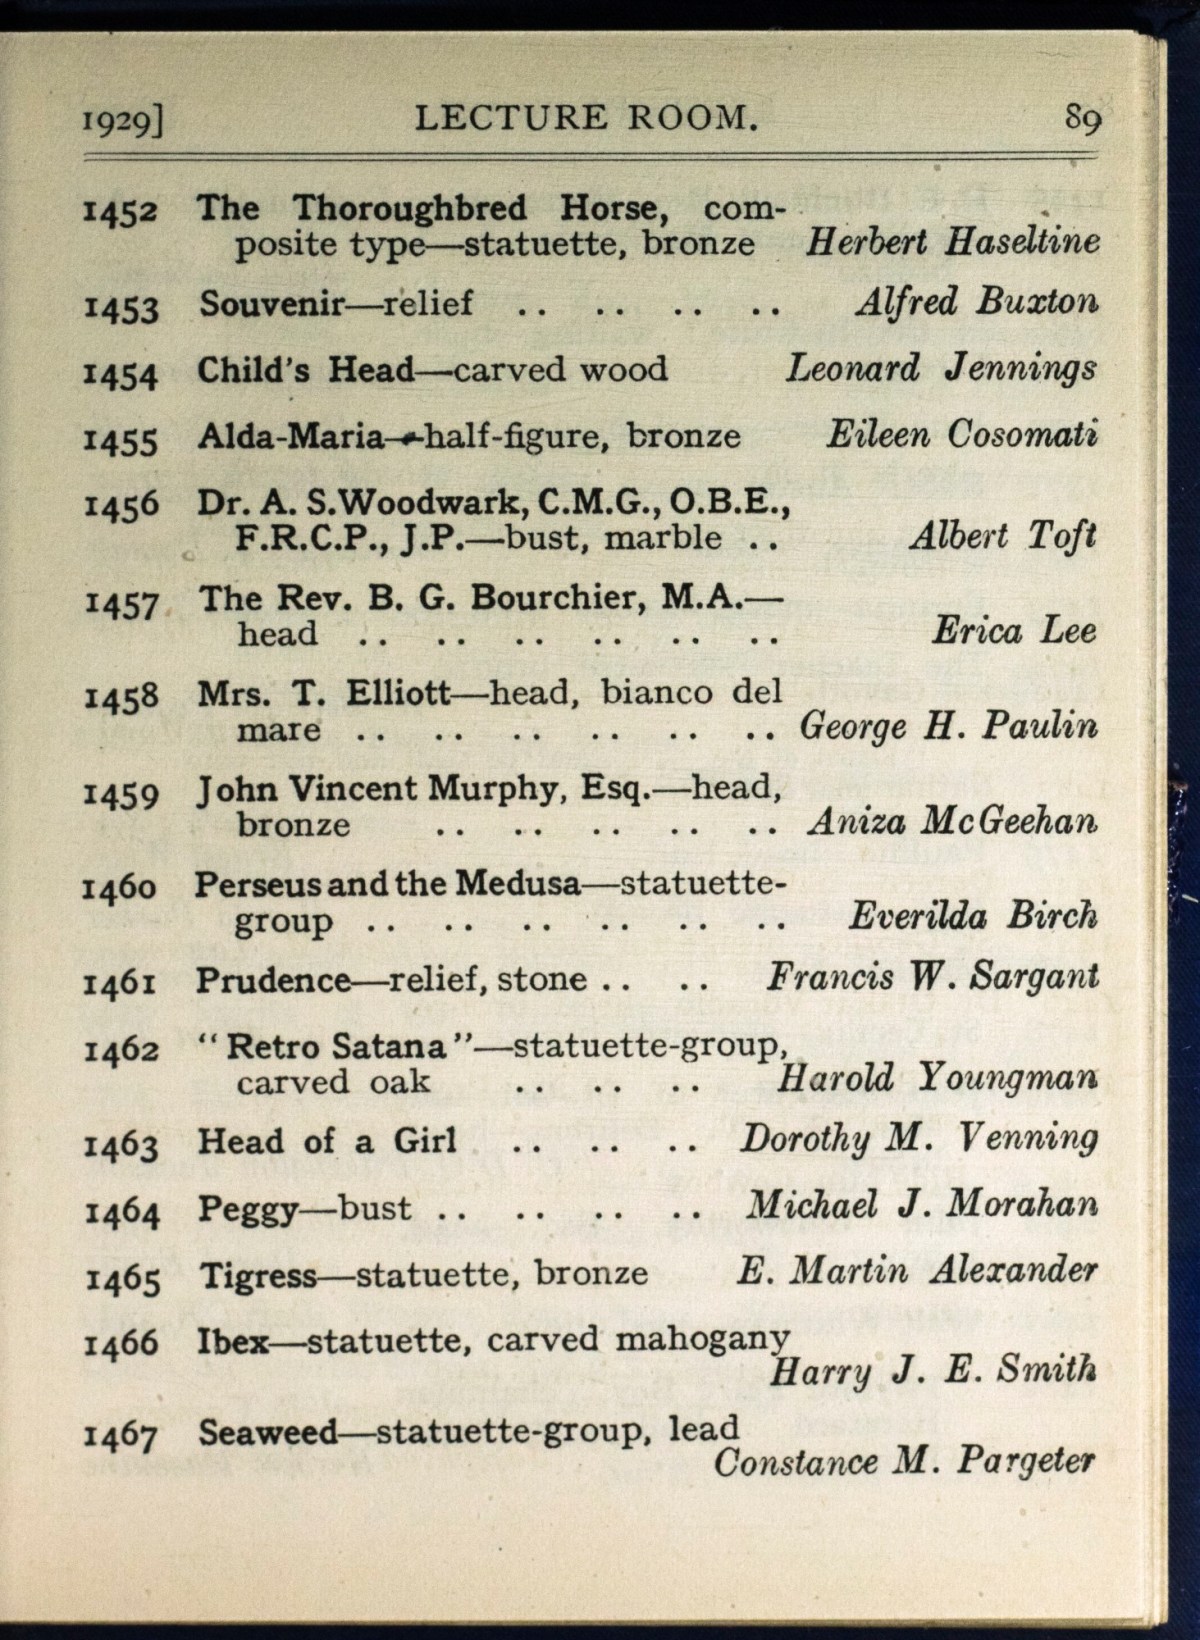 1929] LECTURE ROOM. 89
1452 The Thoroughbred Horse, com-
posite type—statuette, bronze Herbert Haseltine
1453 Souvenir—relief .. .. .. .. Alfred Buxton
1454 Child's Head—carved wood Leonard Jennings
1455 Alda-Maria—half-figure, bronze Eileen Cosomati
1456 Dr. A. S. Woodwark, C.M.G., O.B.E.,
F.R.C.P., J.P.—bust, marble .. Albert Toft
1457 The Rev. B. G. Bourchier, M.A.—
head .. .. .. .. .. .. Erica Lee
1458 Mrs. T. Elliott—head, bianco del
mare .. .. .. .. .. .. George H. Paulin
1459 John Vincent Murphy, Esq.—head,
bronze .. .. .. .. .. Aniza McGeehan
1460 Perseus and the Medusa—statuette-
group .. .. .. .. .. .. Everilda Birch
1461 Prudence—relief, stone .. .. Francis W. Sargant
1462 “Retro Satana”—statuette-group,
carved oak .. .. .. Harold Youngman
1463 Head of a Girl .. .. .. Dorothy M. Venning
1464 Peggy—bust .. .. .. .. Michael J. Morahan
1465 Tigress—statuette, bronze E. Martin Alexander
1466 Ibex—statuette, carved mahogany
Harry J. E. Smith
1467 Seaweed—statuette-group, lead
Constance M. Pargeter